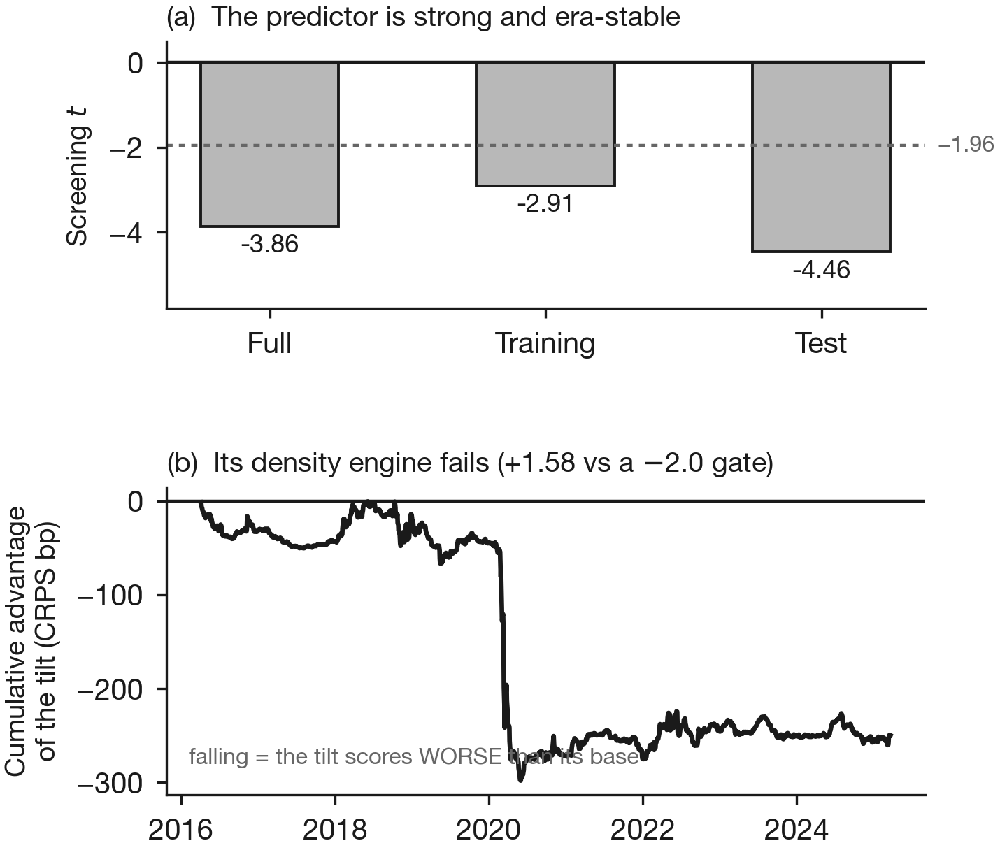 (a) The predictor is strong and era-stable
Screening t
0
−2
−4
−1.96
-3.86
-2.91
-4.46
Full
Training
Test
(b) Its density engine fails (+1.58 vs a −2.0 gate)
Cumulative advantage
of the tilt (CRPS bp)
0
−100
−200
−300
falling = the tilt scores WORSE than its base
2016
2018
2020
2022
2024